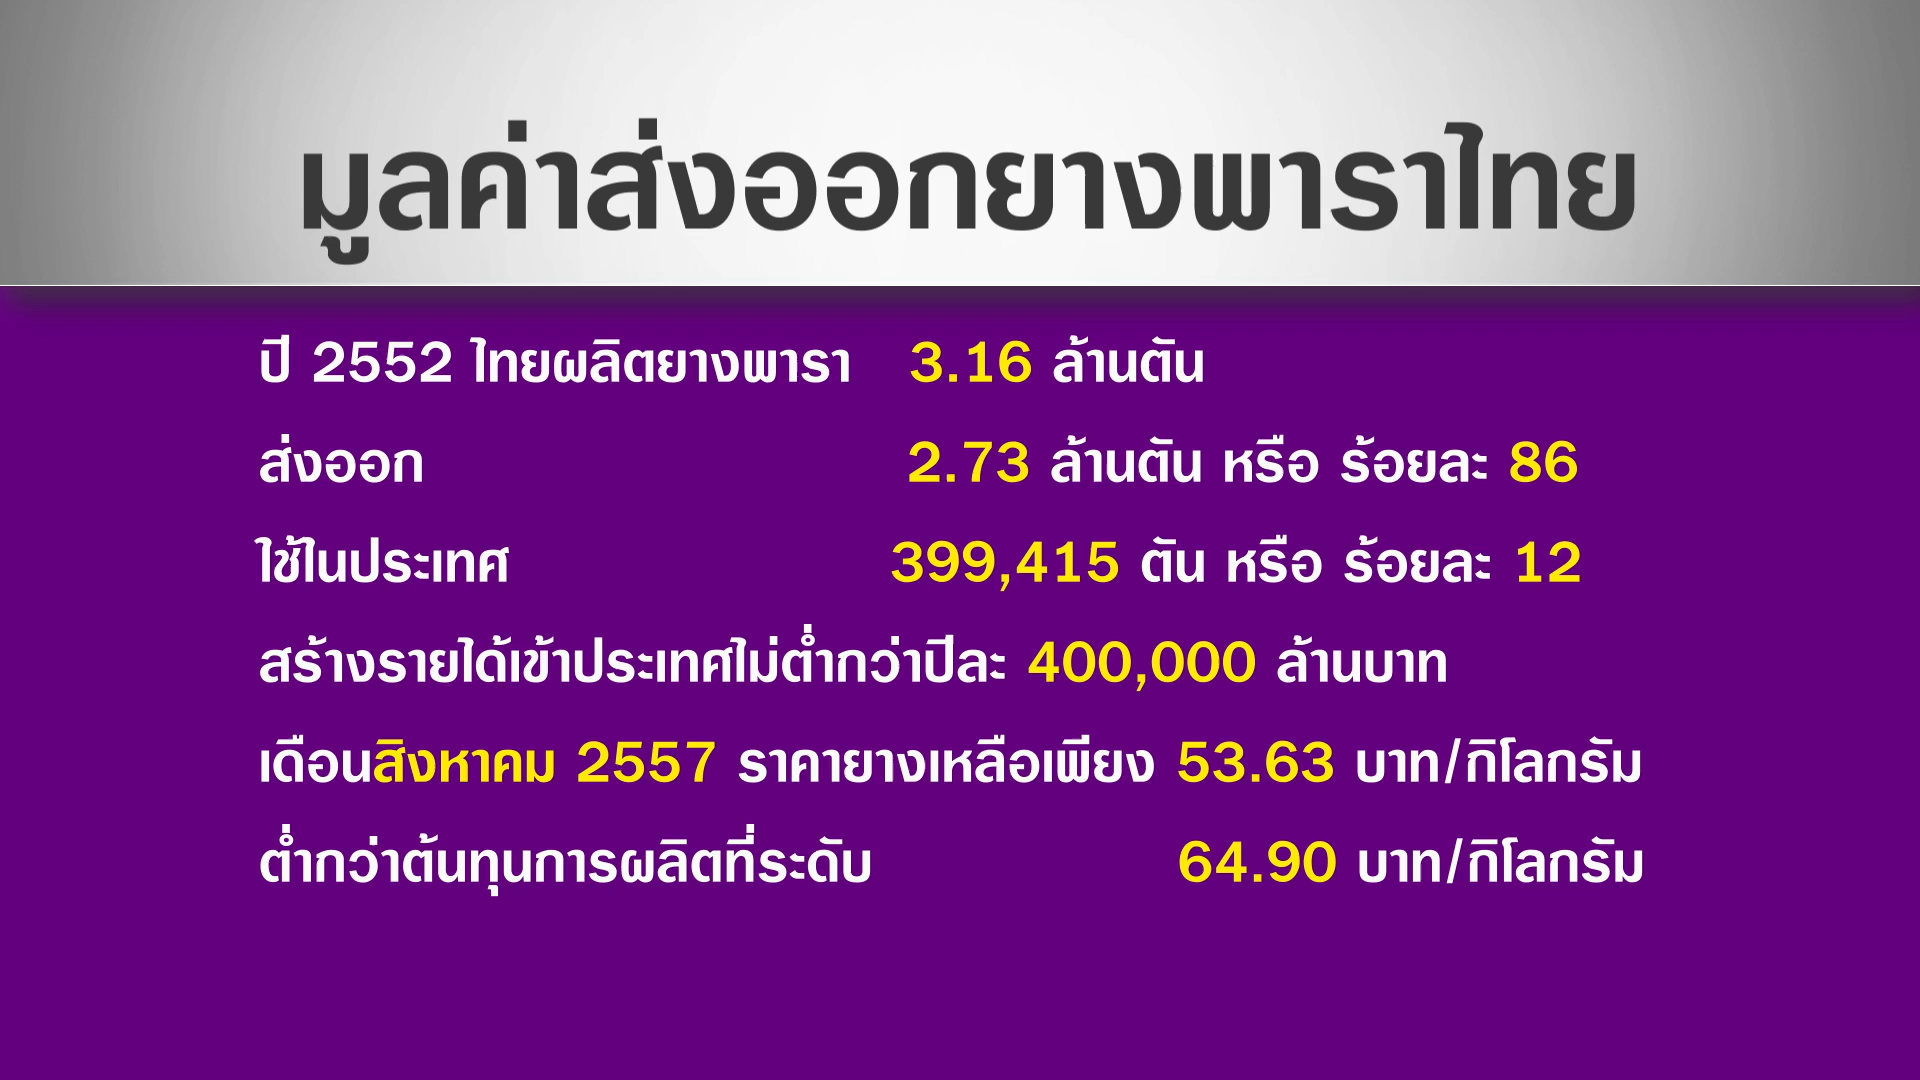 มูลค่าส่งออกยางพาราไทย
ปี 2552 ไทยผลิตยางพารา 3.16 ล้านตัน
ส่งออก 2.73 ล้านตัน หรือ ร้อยละ 86
ใช้ในประเทศ 399,415 ตัน หรือ ร้อยละ 12
สร้างรายได้เข้าประเทศไม่ต่ำกว่าปีละ 400,000 ล้านบาท
เดือนสิงหาคม 2557 ราคายางเหลือเพียง 53.63 บาท/กิโลกรัม
ต่ำกว่าต้นทุนการผลิตที่ระดับ 64.90 บาท/กิโลกรัม